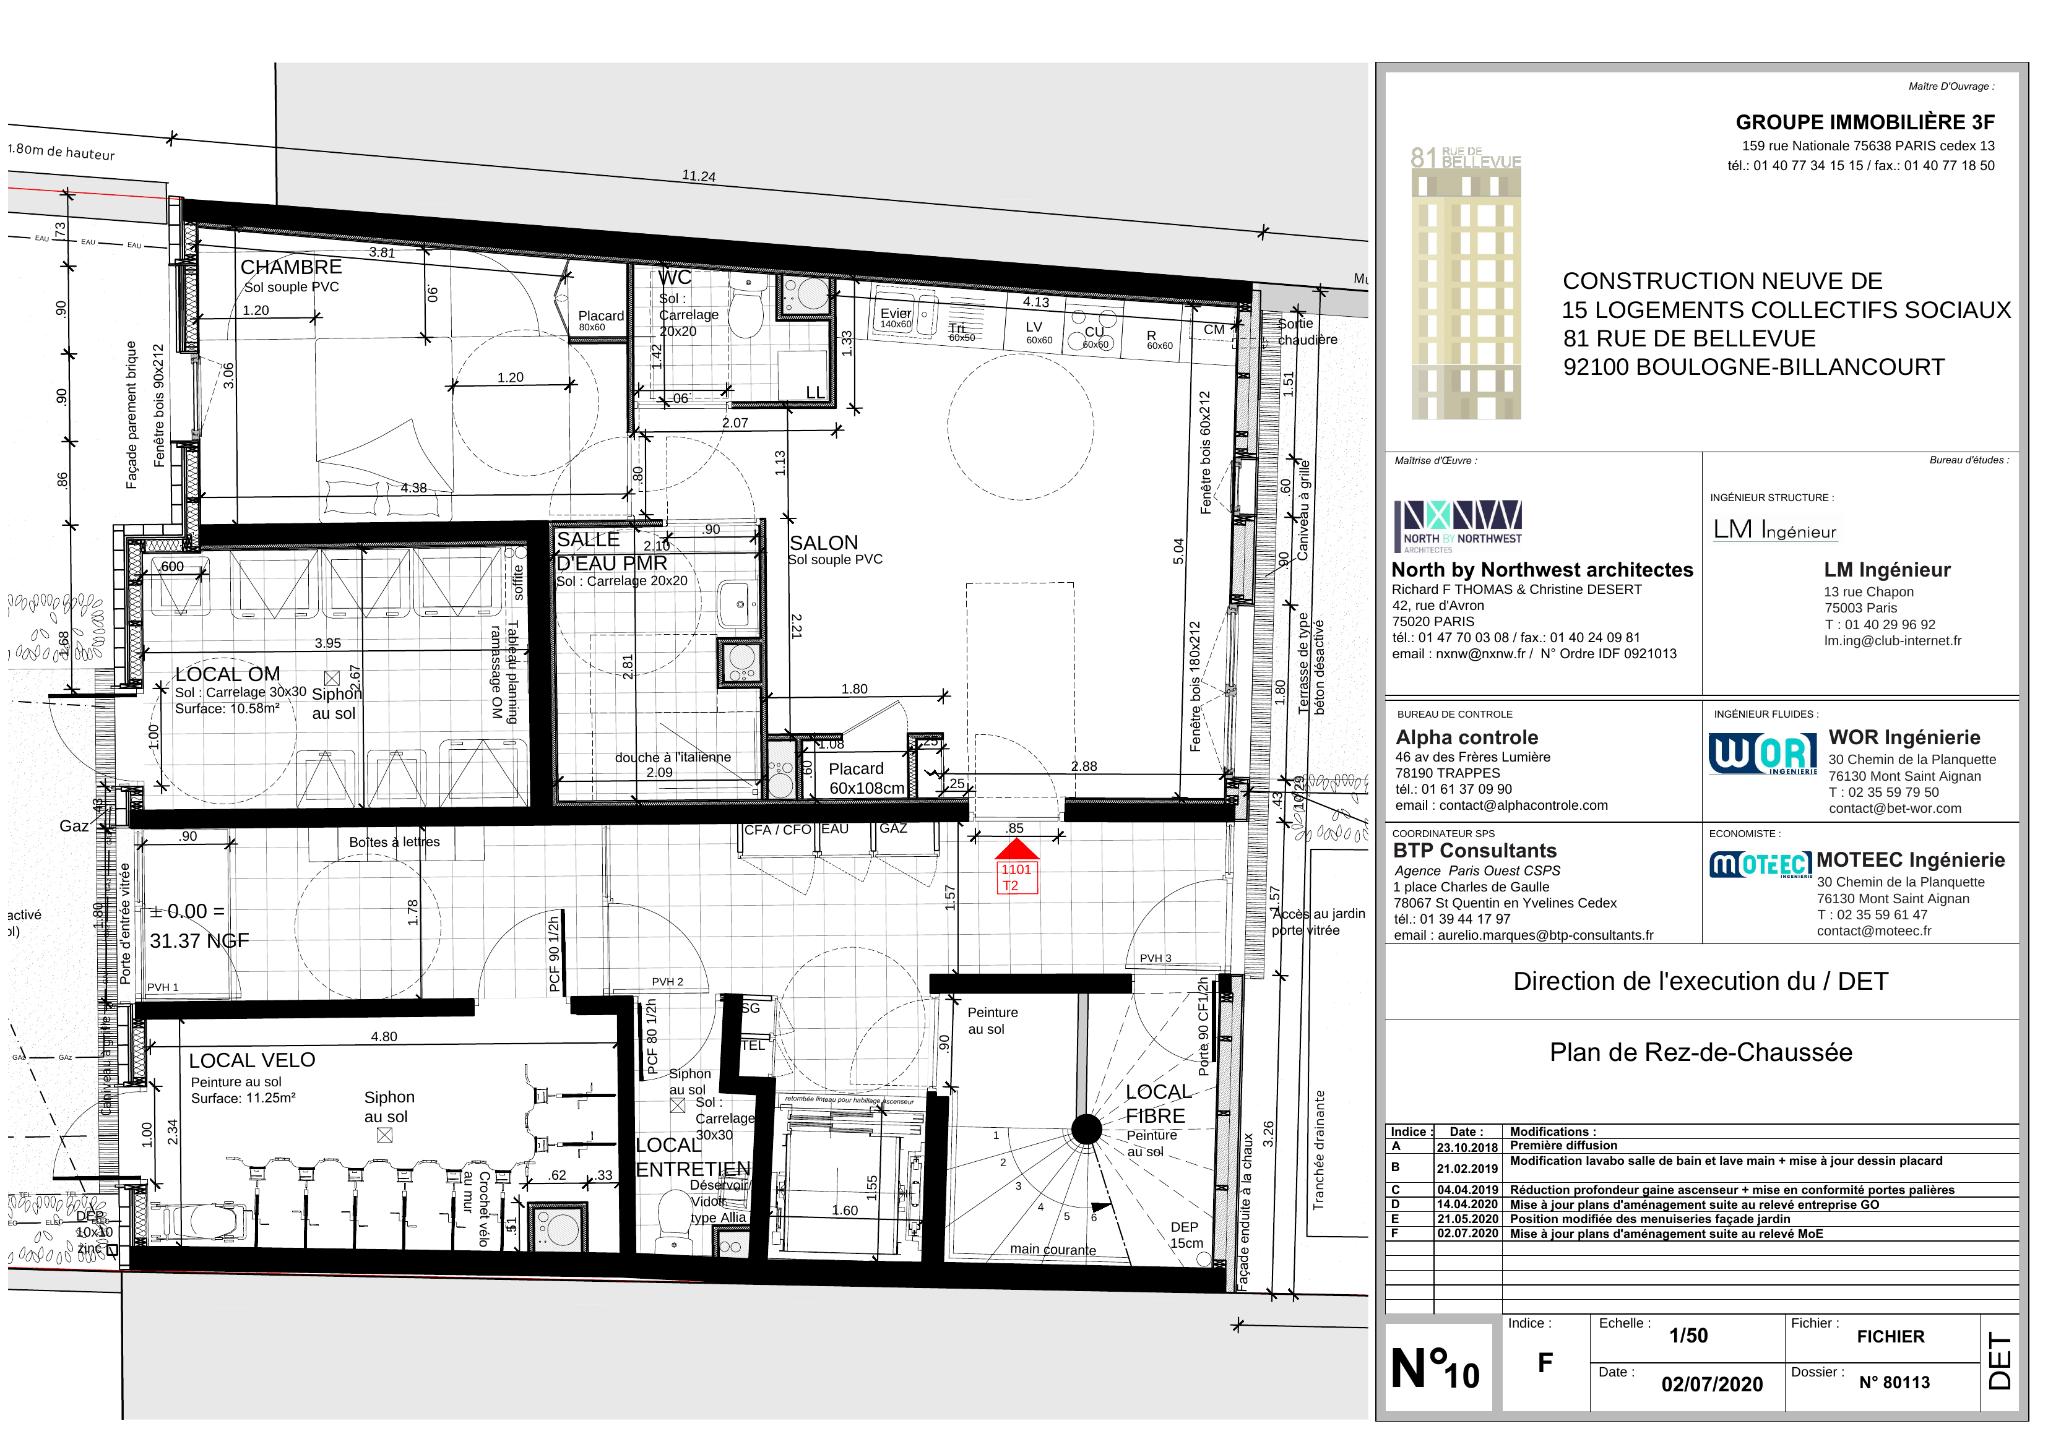 1.80m de hauteur
11.24
.73
EAU
EAU
EAU
CHAMBRE
Sol souple PVC
3.81
.90
1.20
Placard
80x60
WC
Sol :
Carrelage
20x20
1.42
.90
LL
1.33
2.07
Evier
140x60
Tri
60x50
4.13
LV
60x60
CU
60x60
R
60x60
CM
Sortie
chaudière
.90
.90
.86
Façade parement brique
Fenêtre bois 90x212
3.06
1.20
4.38
.80
1.13
Fenêtre bois 60x212
1.51
.60
.90
Caniveau à grille
SALLE
D'EAU PMR
Sol : Carrelage 20x20
.90
2.10
SALON
Sol souple PVC
5.04
2.21
2.81
.600
soffite
Tableau planning
ramassage OM
3.95
1.68
LOCAL OM
Sol : Carrelage 30x30
Surface: 10.58m²
Siphon
au sol
2.67
1.00
1.80
Fenêtre bois 180x212
1.80
Terrasse de type
béton désactivé
douche à l'italienne
2.09
1.08
.60
Placard
60x108cm
.25
.25
2.88
.43
10.29
.43
Gaz
.90
Boîtes à lettres
CFA / CFO
EAU
GAZ
.85
1101
T2
1.57
1.57
1.78
1.80
Porte d'entrée vitrée
± 0.00 =
31.37 NGF
PVH 1
PCF 90 1/2h
PVH 2
PVH 3
Accès au jardin
porte vitrée
Caniveau à grille
GAz
GAz
4.80
LOCAL VELO
Peinture au sol
Surface: 11.25m²
Siphon
au sol
1.00
2.34
Crochet vélo
au mur
.62
.33
.51
PCF 80 1/2h
SG
TEL
Siphon
au sol
Sol :
Carrelage
30x30
LOCAL
ENTRETIEN
Déservoir/
Vidoir
type Allia
retombée linteau pour habillage ascenseur
1.55
1.60
.90
Peinture
au sol
1
2
3
4
5
6
main courante
Porte 90 CF1/2h
LOCAL
FIBRE
Peinture
au sol
DEP
15cm
Façade enduite à la chaux
3.26
Tranchée drainante
TEL
TEL
DEP
10x10
zinc
Maître D'Ouvrage :
GROUPE IMMOBILIÈRE 3F
159 rue Nationale 75638 PARIS cedex 13
tél.: 01 40 77 34 15 15 / fax.: 01 40 77 18 50
81 RUE DE
BELLEVUE
CONSTRUCTION NEUVE DE
15 LOGEMENTS COLLECTIFS SOCIAUX
81 RUE DE BELLEVUE
92100 BOULOGNE-BILLANCOURT
Maîtrise d'Œuvre :
NXNW
NORTH BY NORTHWEST
ARCHITECTES
North by Northwest architectes
Richard F THOMAS & Christine DESERT
42, rue d'Avron
75020 PARIS
tél.: 01 47 70 03 08 / fax.: 01 40 24 09 81
email : nxnw@nxnw.fr / N° Ordre IDF 0921013
Bureau d'études :
INGÉNIEUR STRUCTURE :
LM Ingénieur
LM Ingénieur
13 rue Chapon
75003 Paris
T : 01 40 29 96 92
lm.ing@club-internet.fr
BUREAU DE CONTROLE
Alpha controle
46 av des Frères Lumière
78190 TRAPPES
tél.: 01 61 37 09 90
email : contact@alphacontrole.com
INGÉNIEUR FLUIDES :
WOR
INGENIERIE
WOR Ingénierie
30 Chemin de la Planquette
76130 Mont Saint Aignan
T : 02 35 59 79 50
contact@bet-wor.com
COORDINATEUR SPS
BTP Consultants
Agence Paris Ouest CSPS
1 place Charles de Gaulle
78067 St Quentin en Yvelines Cedex
tél.: 01 39 44 17 97
email : aurelio.marques@btp-consultants.fr
ECONOMISTE :
MOTEEC
INGENIERIE
MOTEEC Ingénierie
30 Chemin de la Planquette
76130 Mont Saint Aignan
T : 02 35 59 61 47
contact@moteec.fr
Direction de l'execution du / DET
Plan de Rez-de-Chaussée
Indice : Date : Modifications :
A 23.10.2018 Première diffusion
B 21.02.2019 Modification lavabo salle de bain et lave main + mise à jour dessin placard
C 04.04.2019 Réduction profondeur gaine ascenseur + mise en conformité portes palières
D 14.04.2020 Mise à jour plans d'aménagement suite au relevé entreprise GO
E 21.05.2020 Position modifiée des menuiseries façade jardin
F 02.07.2020 Mise à jour plans d'aménagement suite au relevé MoE
N°10
Indice :
F
Echelle :
1/50
Fichier :
FICHIER
Date :
02/07/2020
Dossier :
N° 80113
DET